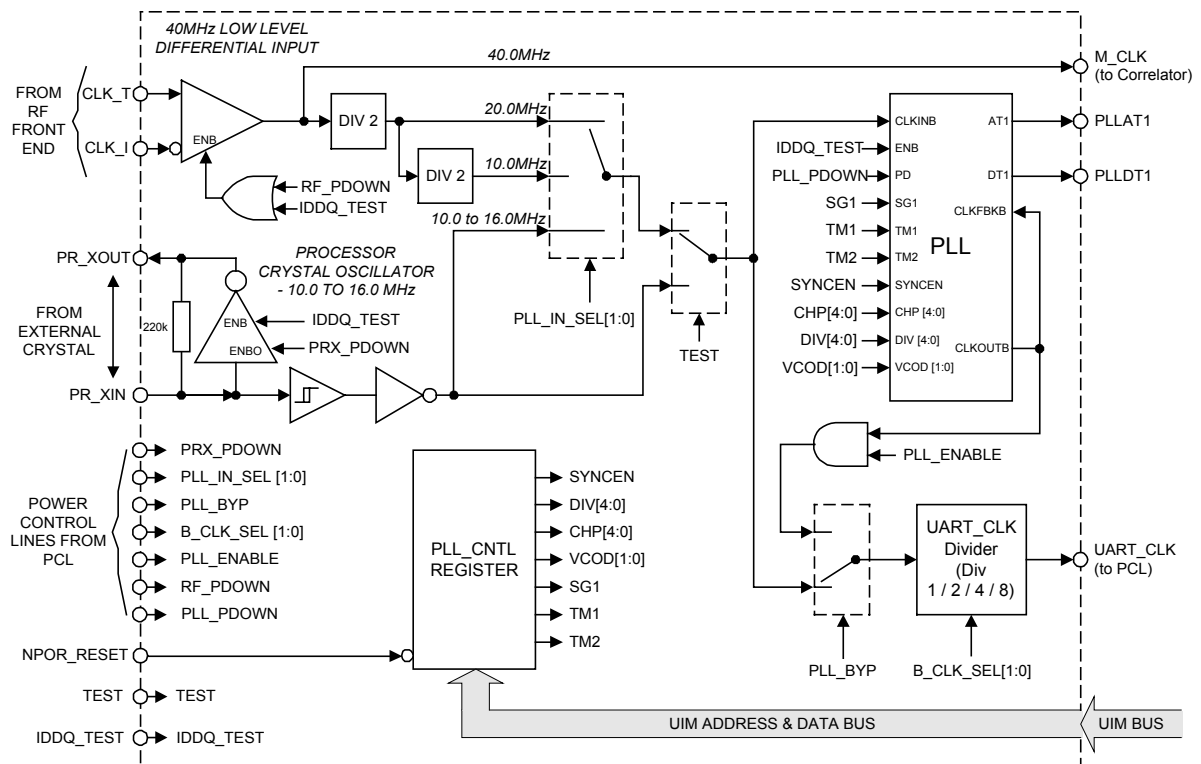 40MHz LOW LEVEL
DIFFERENTIAL INPUT
40.0MHz
M_CLK
(to Correlator)
FROM
RF
FRONT
END
CLK_T
CLK_I
ENB
DIV 2
20.0MHz
DIV 2
10.0MHz
RF_PDOWN
IDDQ_TEST
10.0 to 16.0MHz
PLL_IN_SEL[1:0]
TEST
PR_XOUT
PROCESSOR
CRYSTAL OSCILLATOR
- 10.0 TO 16.0 MHz
FROM
EXTERNAL
CRYSTAL
220k
ENB
IDDQ_TEST
ENBO
PRX_PDOWN
PR_XIN
IDDQ_TEST
PLL_PDOWN
SG1
TM1
TM2
SYNCEN
CHP[4:0]
DIV[4:0]
VCOD[1:0]
CLKINB
ENB
PD
SG1
TM1
TM2
SYNCEN
CHP [4:0]
DIV [4:0]
VCOD [1:0]
PLL
AT1
DT1
CLKFBKB
CLKOUTB
PLLAT1
PLLDT1
PLL_ENABLE
POWER
CONTROL
LINES FROM
PCL
PRX_PDOWN
PLL_IN_SEL [1:0]
PLL_BYP
B_CLK_SEL [1:0]
PLL_ENABLE
RF_PDOWN
PLL_PDOWN
NPOR_RESET
TEST
TEST
IDDQ_TEST
IDDQ_TEST
PLL_CNTL
REGISTER
SYNCEN
DIV[4:0]
CHP[4:0]
VCOD[1:0]
SG1
TM1
TM2
UART_CLK
Divider
(Div
1 / 2 / 4 / 8)
UART_CLK
(to PCL)
PLL_BYP
B_CLK_SEL[1:0]
UIM ADDRESS & DATA BUS
UIM BUS